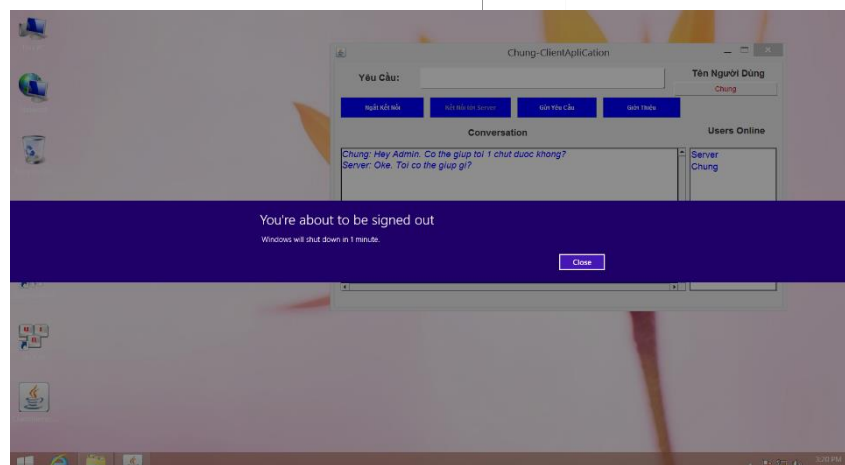 Chung-ClientApliCation
Yêu Cầu:
Tên Người Dùng
Chung
Ngắt Kết Nối
Kết Nối tới Server
Gửi Yêu Cầu
Giới Thiệu
Conversation
Users Online
Chung: Hey Admin. Co the giup toi 1 chut duoc khong?
Server: Oke. Toi co the giup gi?
Server
Chung
You're about to be signed out
Windows will shut down in 1 minute.
Close
3:20 PM